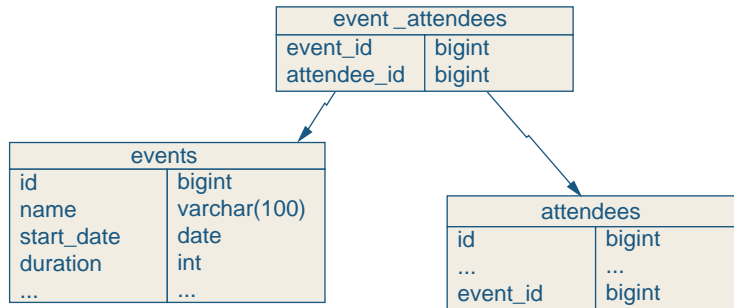 event _attendees
event_id bigint
attendee_id bigint
events
id bigint
name varchar(100)
start_date date
duration int
... ...
attendees
id bigint
... ...
event_id bigint